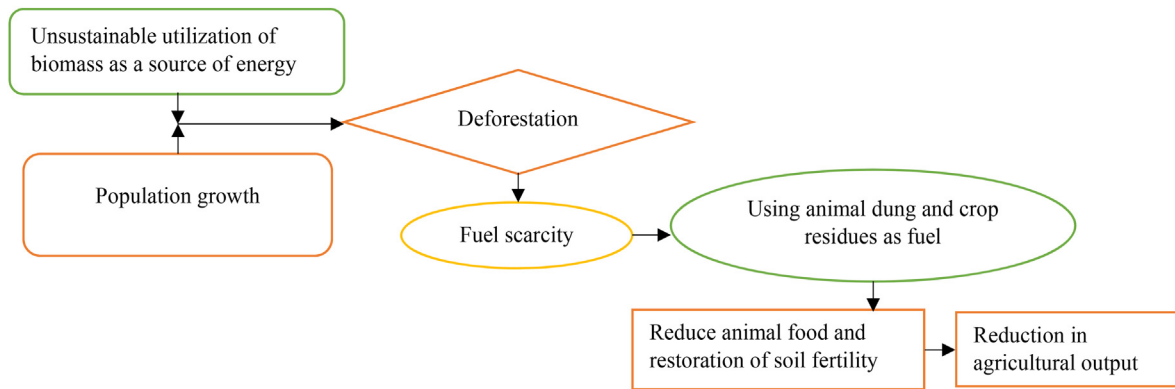 Unsustainable utilization of
biomass as a source of energy
Deforestation
Population growth
Fuel scarcity
Using animal dung and crop
residues as fuel
Reduce animal food and
restoration of soil fertility
Reduction in
agricultural output